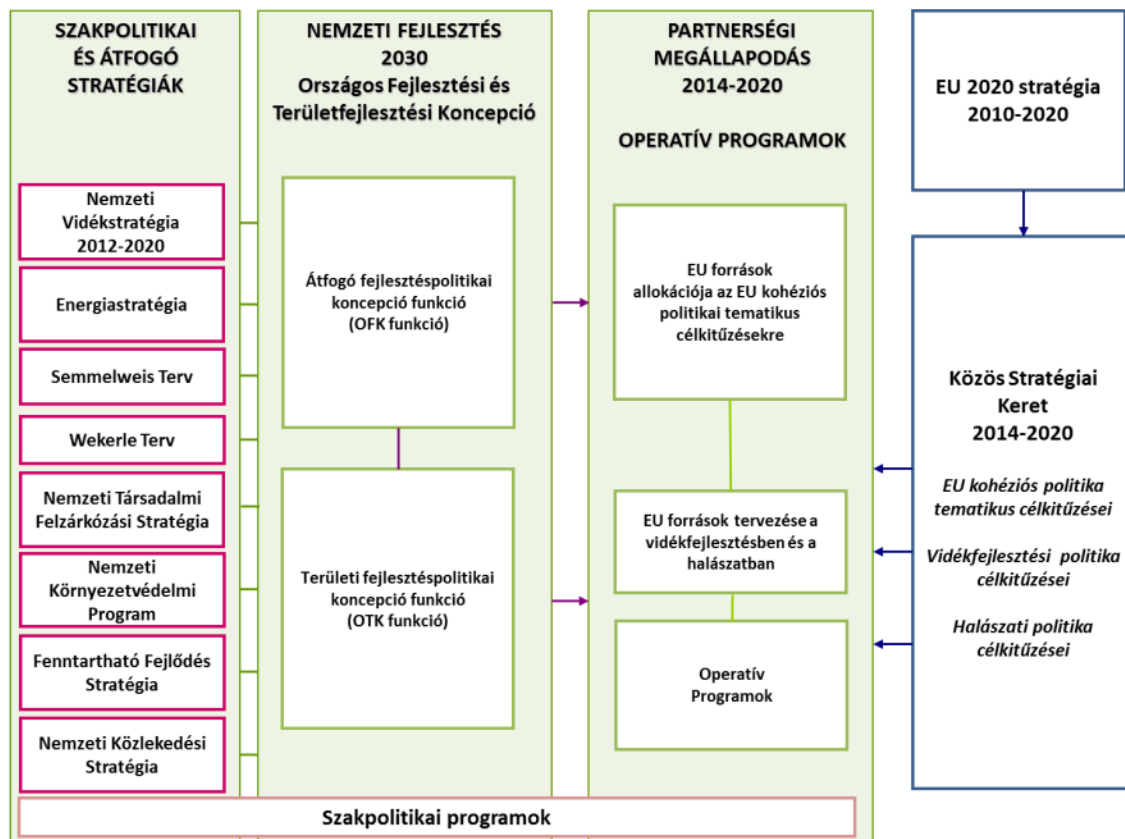 SZAKPOLITIKAI
ÉS ÁTFOGÓ
STRATÉGIÁK
Nemzeti
Vidékstratégia
2012-2020
Energiastratégia
Semmelweis Terv
Wekerle Terv
Nemzeti Társadalmi
Felzárkózási Stratégia
Nemzeti
Környezetvédelmi
Program
Fenntartható Fejlődés
Stratégia
Nemzeti Közlekedési
Stratégia
NEMZETI FEJLESZTÉS
2030
Országos Fejlesztési és
Területfejlesztési Koncepció
Átfogó fejlesztéspolitikai
koncepció funkció
(OFK funkció)
Területi fejlesztéspolitikai
koncepció funkció
(OTK funkció)
PARTNERSÉGI
MEGÁLLAPODÁS
2014-2020
OPERATÍV PROGRAMOK
EU források
allokációja az EU kohéziós
politikai tematikus
célkitűzésekre
EU források tervezése a
vidékfejlesztésben és a
halászatban
Operatív
Programok
EU 2020 stratégia
2010-2020
Közös Stratégiai
Keret
2014-2020
EU kohéziós politika
tematikus célkitűzései
Vidékfejlesztési politika
célkitűzései
Halászati politika
célkitűzései
Szakpolitikai programok